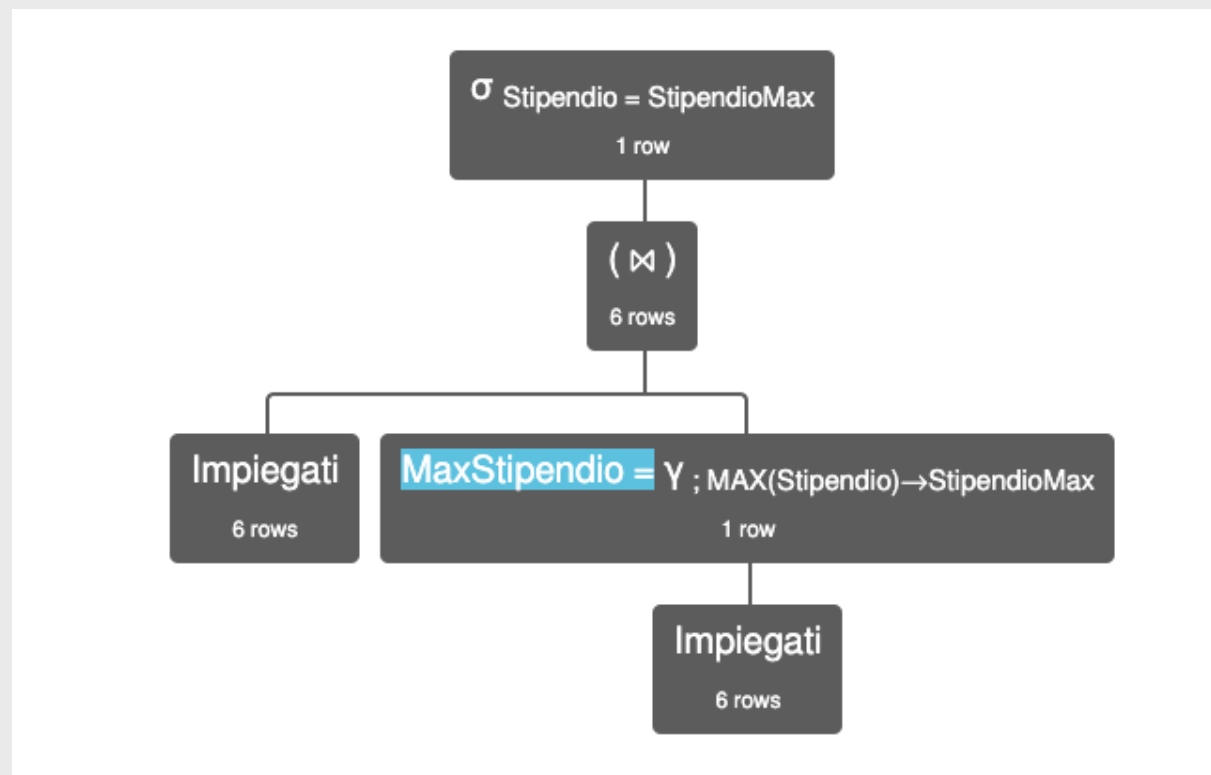 σ Stipendio = StipendioMax
1 row
( ⋈ )
6 rows
Impiegati
6 rows
MaxStipendio = γ ; MAX(Stipendio)→StipendioMax
1 row
Impiegati
6 rows